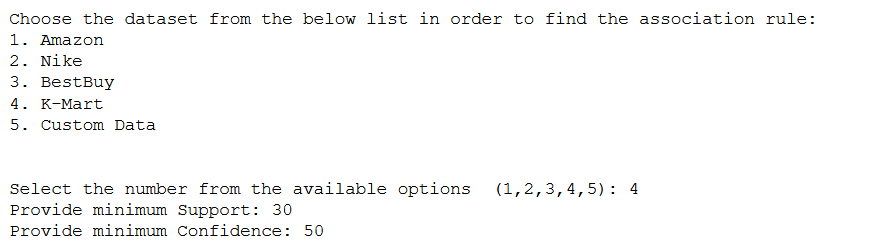 Choose the dataset from the below list in order to find the association rule:
1. Amazon
2. Nike
3. BestBuy
4. K-Mart
5. Custom Data
Select the number from the available options  (1,2,3,4,5): 4
Provide minimum Support: 30
Provide minimum Confidence: 50